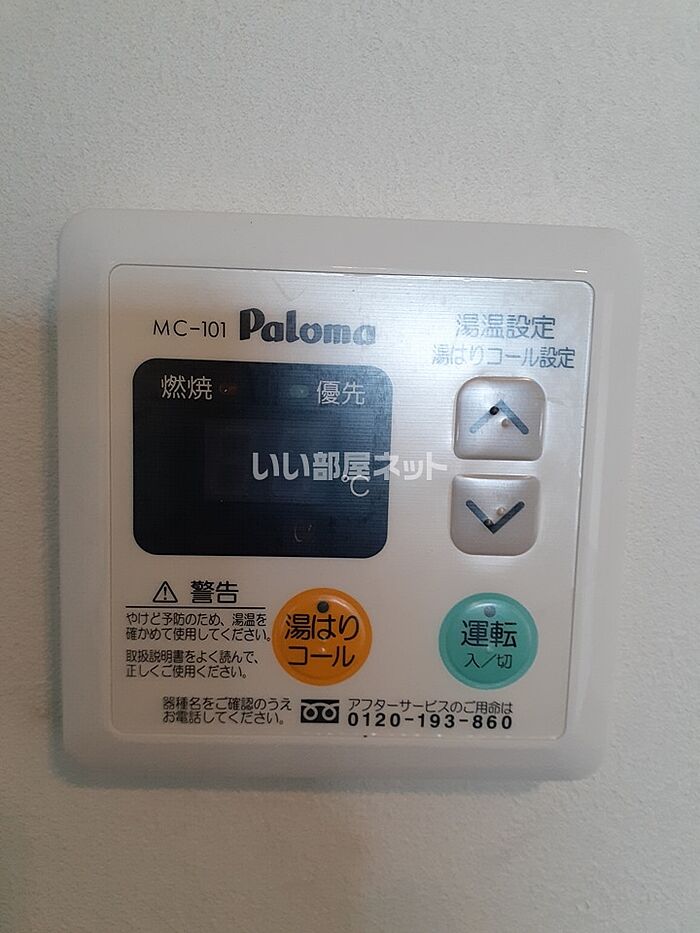 MC-101 Paloma
湯温設定
湯はりコール設定
燃焼 優先
いい部屋ネット
℃
⚠ 警告
やけど予防のため、湯温を
確かめて使用してください。
取扱説明書をよく読んで、
正しくご使用ください。
湯はり
コール
運転
入/切
器種名をご確認のうえ
お電話してください。
アフターサービスのご用命は
0120-193-860